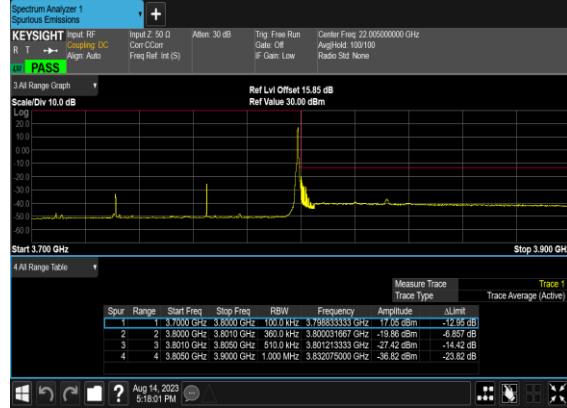 Spectrum Analyzer 1
Spurious Emissions
KEYSIGHT Input: RF Input Z: 50 Ω Atten: 30 dB Trig: Free Run Center Freq: 22.005000000 GHz
R T Coupling: DC Corr CCorr Gate: Off Avg|Hold: 100/100
Align: Auto Freq Ref: Int (S) IF Gain: Low Radio Std: None
LW PASS
3 All Range Graph
Ref Lvl Offset 15.85 dB
Scale/Div 10.0 dB Ref Value 30.00 dBm
Log
20.0
10.0
0.00
-10.0
-20.0
-30.0
-40.0
-50.0
-60.0
Start 3.700 GHz Stop 3.900 GHz
4 All Range Table
Measure Trace Trace 1
Trace Type Trace Average (Active)
Spur Range Start Freq Stop Freq RBW Frequency Amplitude ΔLimit
1 1 3.7000 GHz 3.8000 GHz 100.0 kHz 3.798833333 GHz 17.05 dBm -12.95 dB
2 2 3.8000 GHz 3.8010 GHz 360.0 kHz 3.800031667 GHz -19.86 dBm -6.857 dB
3 3 3.8010 GHz 3.8050 GHz 510.0 kHz 3.801213333 GHz -27.42 dBm -14.42 dB
4 4 3.8050 GHz 3.9000 GHz 1.000 MHz 3.832075000 GHz -36.82 dBm -23.82 dB
? Aug 14, 2023
5:18:01 PM